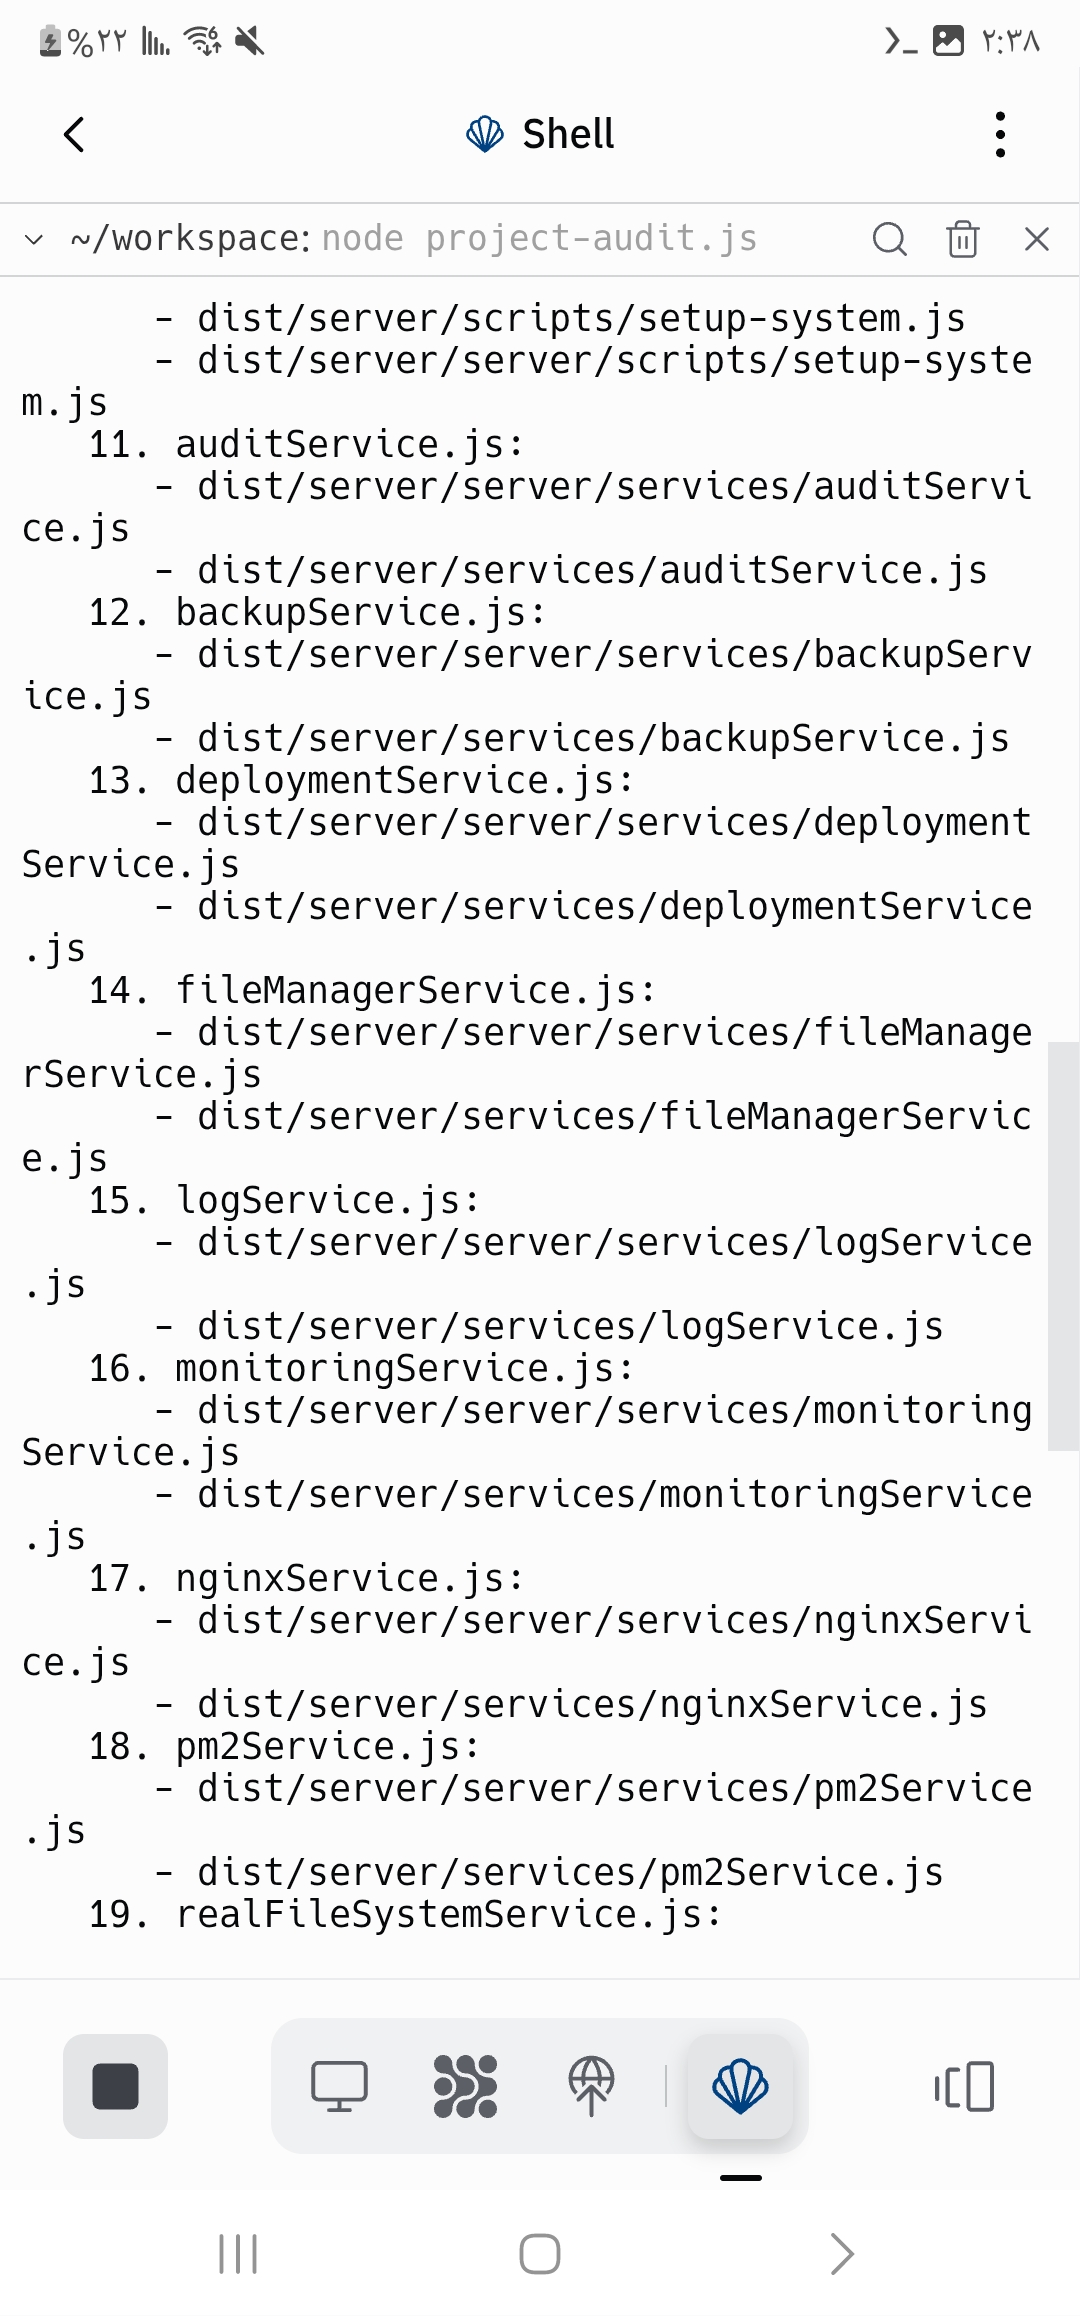 %٢٢ 6 ٢:٣٨
Shell
~/workspace: node project-audit.js
- dist/server/scripts/setup-system.js
- dist/server/server/scripts/setup-syste
m.js
11. auditService.js:
- dist/server/server/services/auditServi
ce.js
- dist/server/services/auditService.js
12. backupService.js:
- dist/server/server/services/backupServ
ice.js
- dist/server/services/backupService.js
13. deploymentService.js:
- dist/server/server/services/deployment
Service.js
- dist/server/services/deploymentService
.js
14. fileManagerService.js:
- dist/server/server/services/fileManage
rService.js
- dist/server/services/fileManagerServic
e.js
15. logService.js:
- dist/server/server/services/logService
.js
- dist/server/services/logService.js
16. monitoringService.js:
- dist/server/server/services/monitoring
Service.js
- dist/server/services/monitoringService
.js
17. nginxService.js:
- dist/server/server/services/nginxServi
ce.js
- dist/server/services/nginxService.js
18. pm2Service.js:
- dist/server/server/services/pm2Service
.js
- dist/server/services/pm2Service.js
19. realFileSystemService.js: